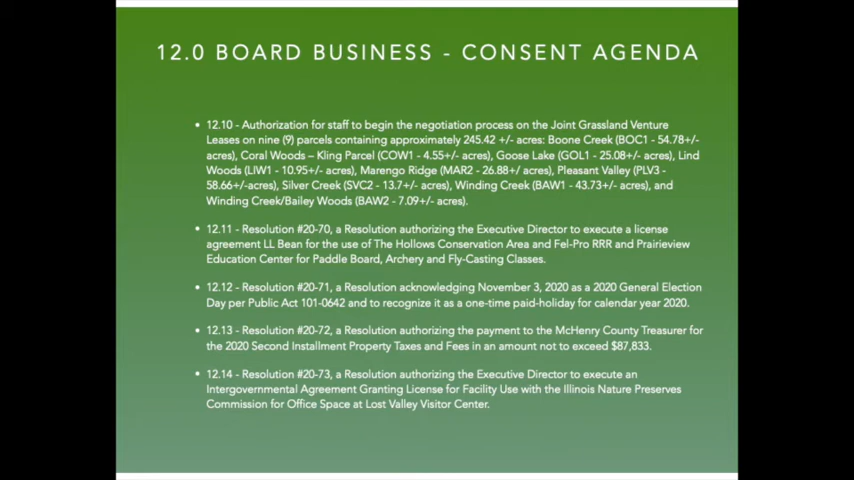 12.0 BOARD BUSINESS - CONSENT AGENDA
• 12.10 - Authorization for staff to begin the negotiation process on the Joint Grassland Venture
Leases on nine (9) parcels containing approximately 245.42 +/- acres: Boone Creek (BOC1 - 54.78+/-
acres), Coral Woods – Kling Parcel (COW1 - 4.55+/- acres), Goose Lake (GOL1 - 25.08+/- acres), Lind
Woods (LIW1 - 10.95+/- acres), Marengo Ridge (MAR2 - 26.88+/ acres), Pleasant Valley (PLV3 -
58.66+/-acres), Silver Creek (SVC2 - 13.7+/- acres), Winding Creek (BAW1 - 43.73+/- acres), and
Winding Creek/Bailey Woods (BAW2 - 7.09+/- acres).
• 12.11 - Resolution #20-70, a Resolution authorizing the Executive Director to execute a license
agreement LL Bean for the use of The Hollows Conservation Area and Fel-Pro RRR and Prairieview
Education Center for Paddle Board, Archery and Fly-Casting Classes.
• 12.12 - Resolution #20-71, a Resolution acknowledging November 3, 2020 as a 2020 General Election
Day per Public Act 101-0642 and to recognize it as a one-time paid-holiday for calendar year 2020.
• 12.13 - Resolution #20-72, a Resolution authorizing the payment to the McHenry County Treasurer for
the 2020 Second Installment Property Taxes and Fees in an amount not to exceed $87,833.
• 12.14 - Resolution #20-73, a Resolution authorizing the Executive Director to execute an
Intergovernmental Agreement Granting License for Facility Use with the Illinois Nature Preserves
Commission for Office Space at Lost Valley Visitor Center.